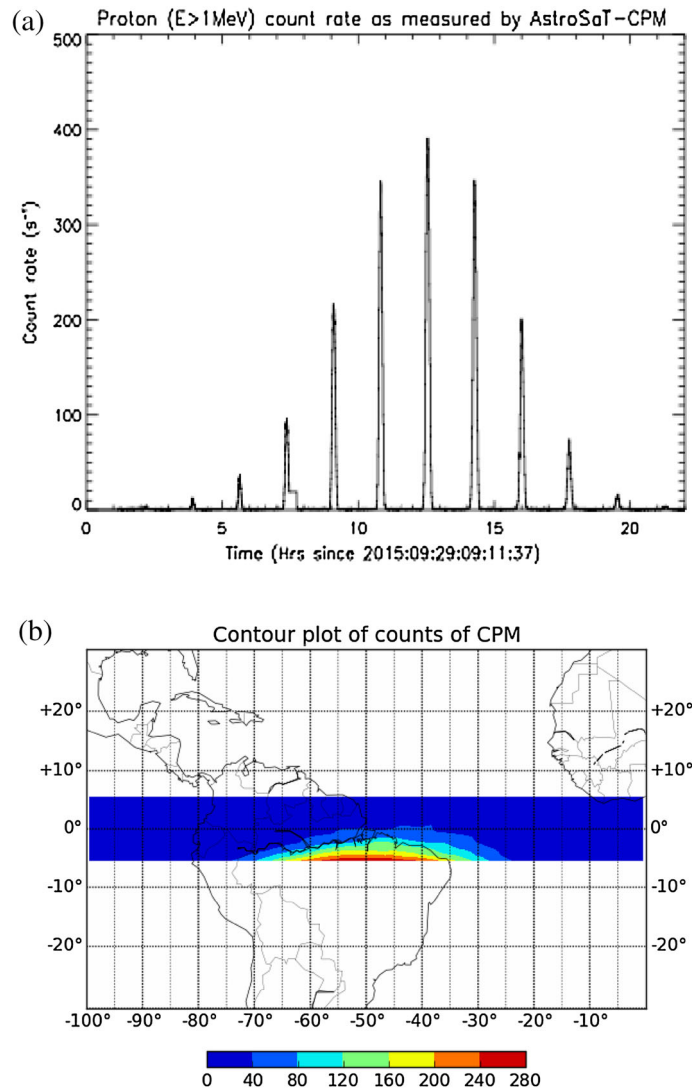 (a)
Proton (E>1MeV) count rate as measured by AstroSaT-CPM
500
400
300
200
100
0
Count rate (s⁻¹)
0 5 10 15 20
Time (Hrs since 2015:09:29:09:11:37)
(b)
Contour plot of counts of CPM
+20° +20°
+10° +10°
0° 0°
-10° -10°
-20° -20°
-100° -90° -80° -70° -60° -50° -40° -30° -20° -10°
0 40 80 120 160 200 240 280